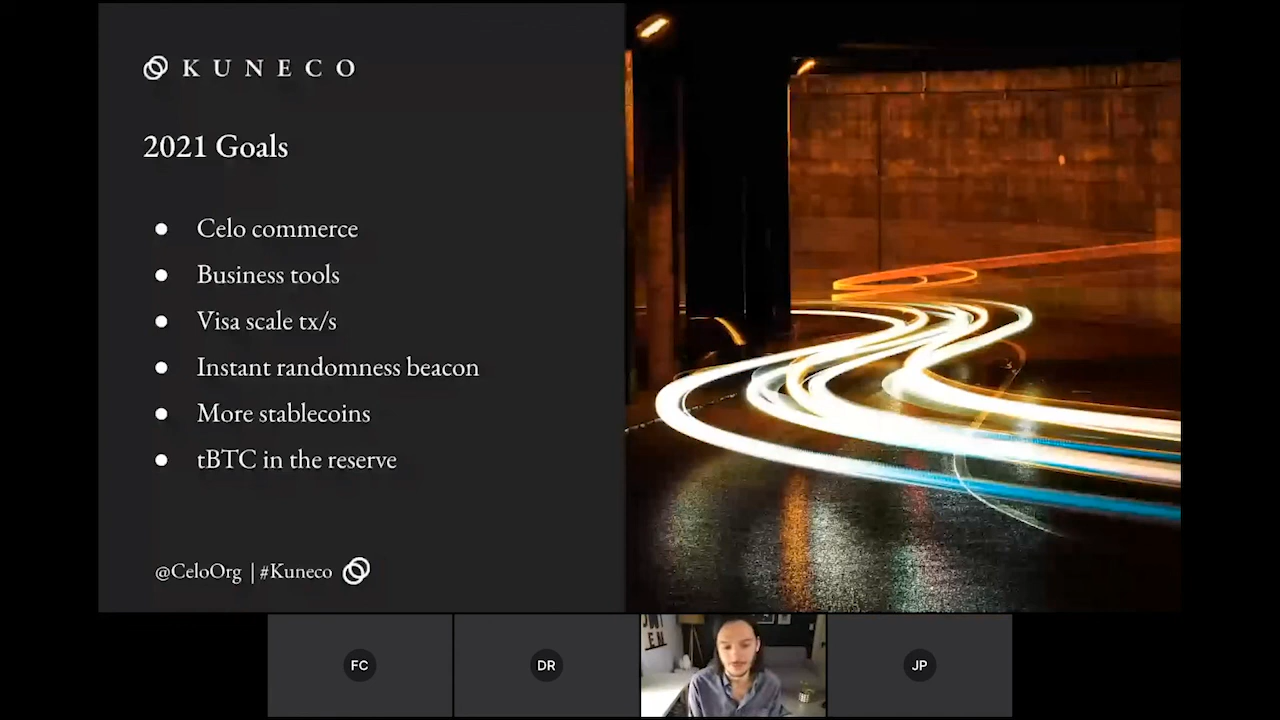 KUNECO
2021 Goals
● Celo commerce
● Business tools
● Visa scale tx/s
● Instant randomness beacon
● More stablecoins
● tBTC in the reserve
@CeloOrg | #Kuneco
FC
DR
JP